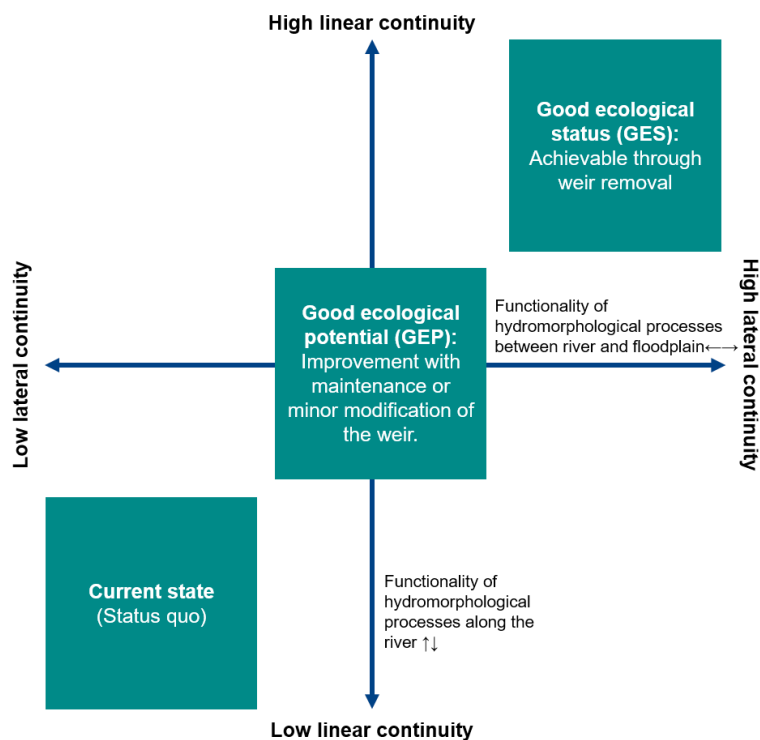 High linear continuity
Good ecological
status (GES):
Achievable through
weir removal
Low lateral continuity
High lateral continuity
Functionality of
hydromorphological processes
between river and floodplain←→
Good ecological
potential (GEP):
Improvement with
maintenance or
minor modification of
the weir.
Current state
(Status quo)
Functionality of
hydromorphological
processes along the
river ↑↓
Low linear continuity